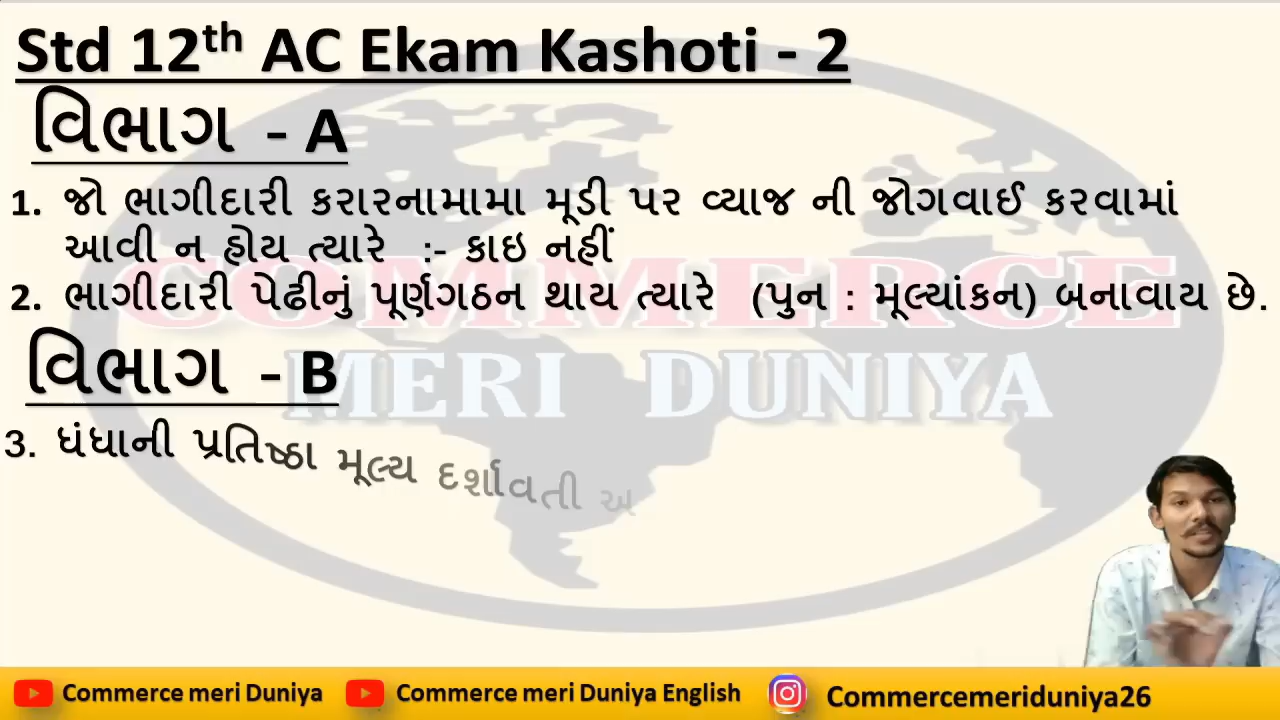 Std 12th AC Ekam Kashoti - 2
વિભાગ - A
1. જો ભાગીદારી કરારનામામા મૂડી પર વ્યાજ ની જોગવાઈ કરવામાં
આવી ન હોય ત્યારે :- કાઇ નહીં
2. ભાગીદારી પેઢીનું પૂર્ણગઠન થાય ત્યારે (પુન : મૂલ્યાંકન) બનાવાય છે.
COMMERCE
વિભાગ - B
MERI DUNIYA
3. ધંધાની પ્રતિષ્ઠા મૂલ્ય દર્શાવતી
Commerce meri Duniya Commerce meri Duniya English Commercemeriduniya26